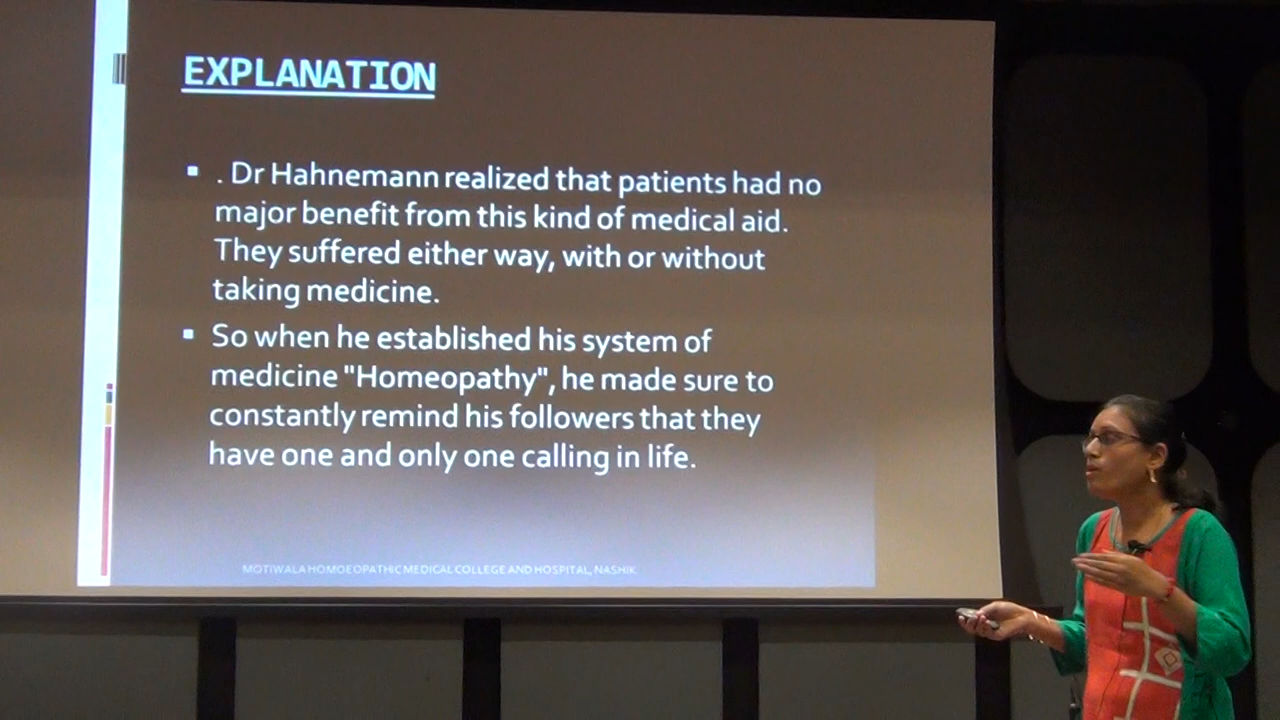 EXPLANATION
. Dr Hahnemann realized that patients had no
major benefit from this kind of medical aid.
They suffered either way, with or without
taking medicine.
So when he established his system of
medicine "Homeopathy", he made sure to
constantly remind his followers that they
have one and only one calling in life.
MOTIWALA HOMOEOPATHIC MEDICAL COLLEGE AND HOSPITAL, NASHIK.